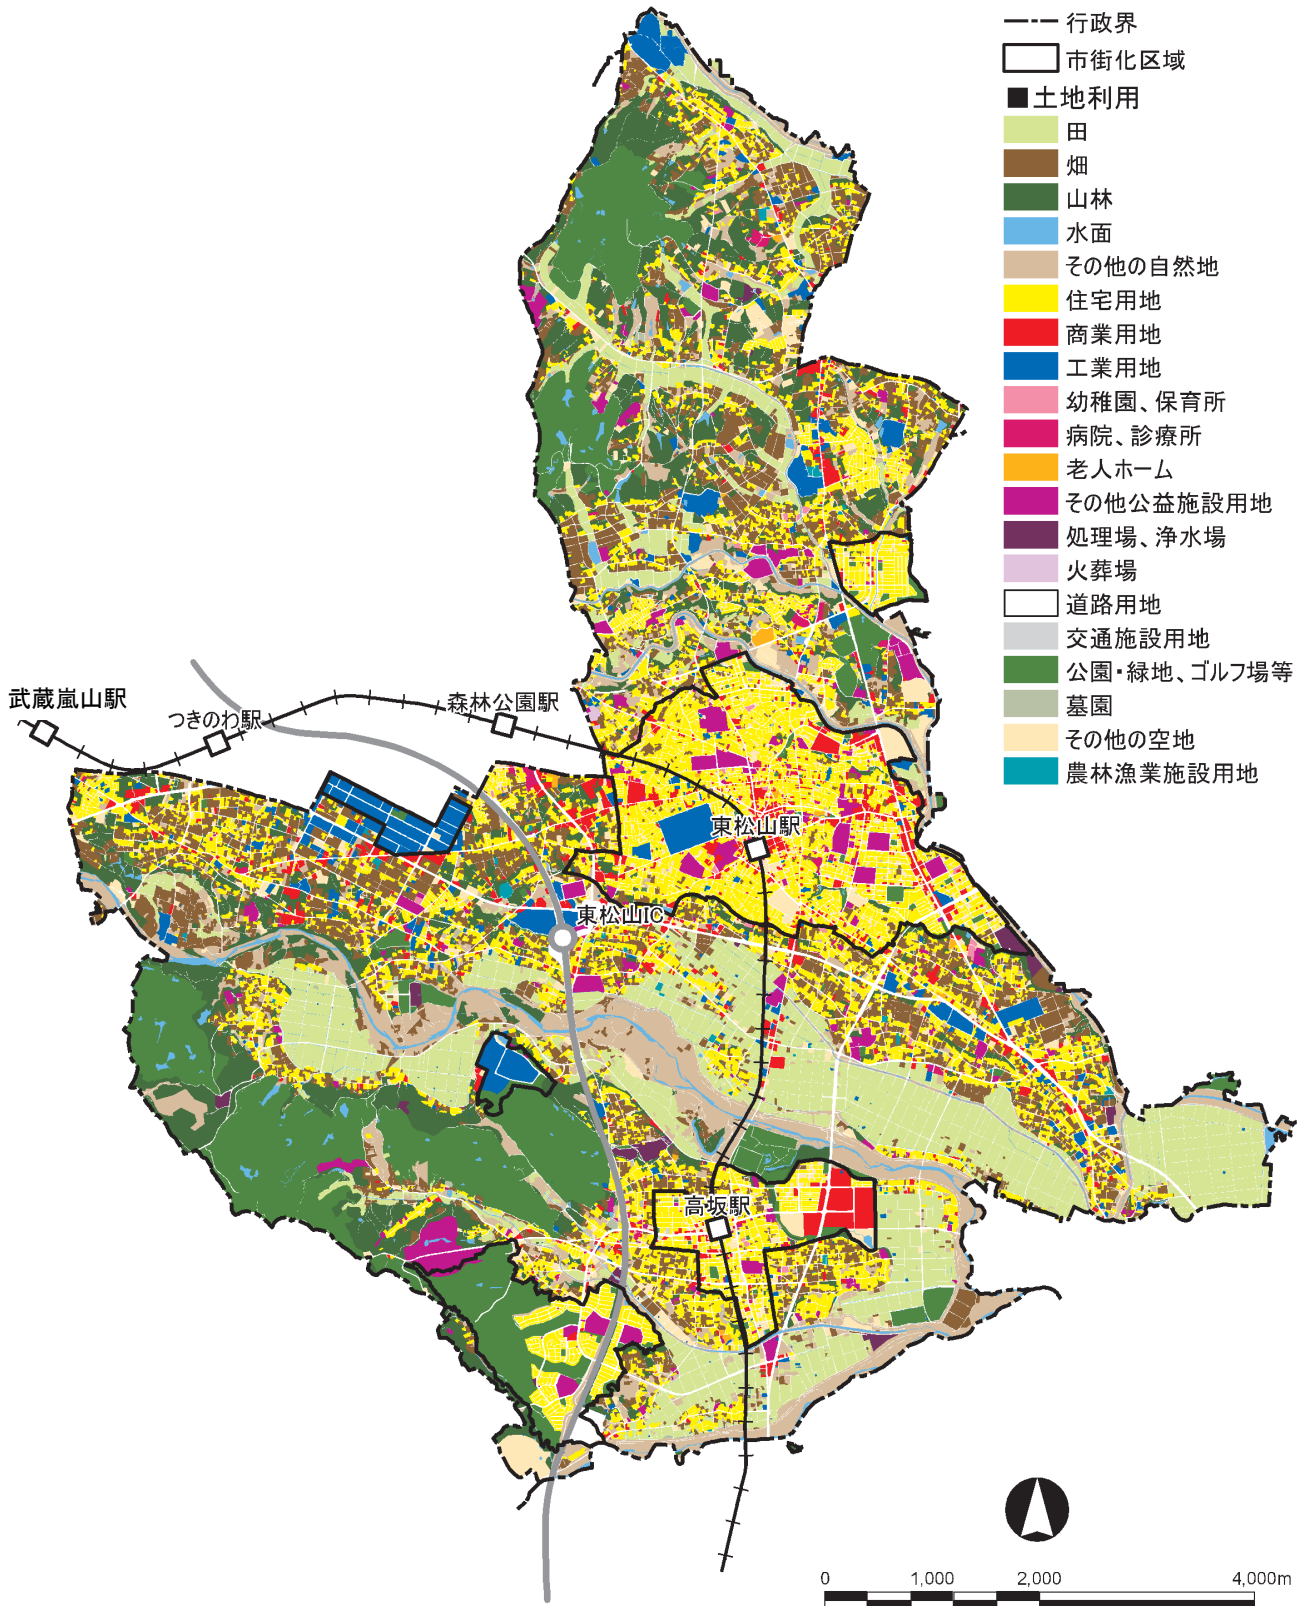 行政界
市街化区域
■土地利用
田
畑
山林
水面
その他の自然地
住宅用地
商業用地
工業用地
幼稚園、保育所
病院、診療所
老人ホーム
その他公益施設用地
処理場、浄水場
火葬場
道路用地
交通施設用地
公園・緑地、ゴルフ場等
墓園
その他の空地
農林漁業施設用地
武蔵嵐山駅
つきのわ駅
森林公園駅
東松山駅
東松山IC
高坂駅
0 1,000 2,000 4,000m